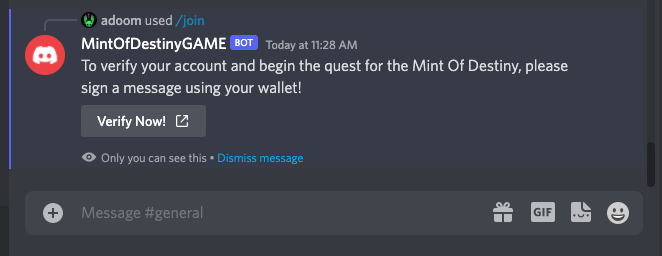 adoom used /join
MintOfDestinyGAME BOT Today at 11:28 AM
To verify your account and begin the quest for the Mint Of Destiny, please
sign a message using your wallet!
Verify Now!
Only you can see this • Dismiss message
Message #general
GIF